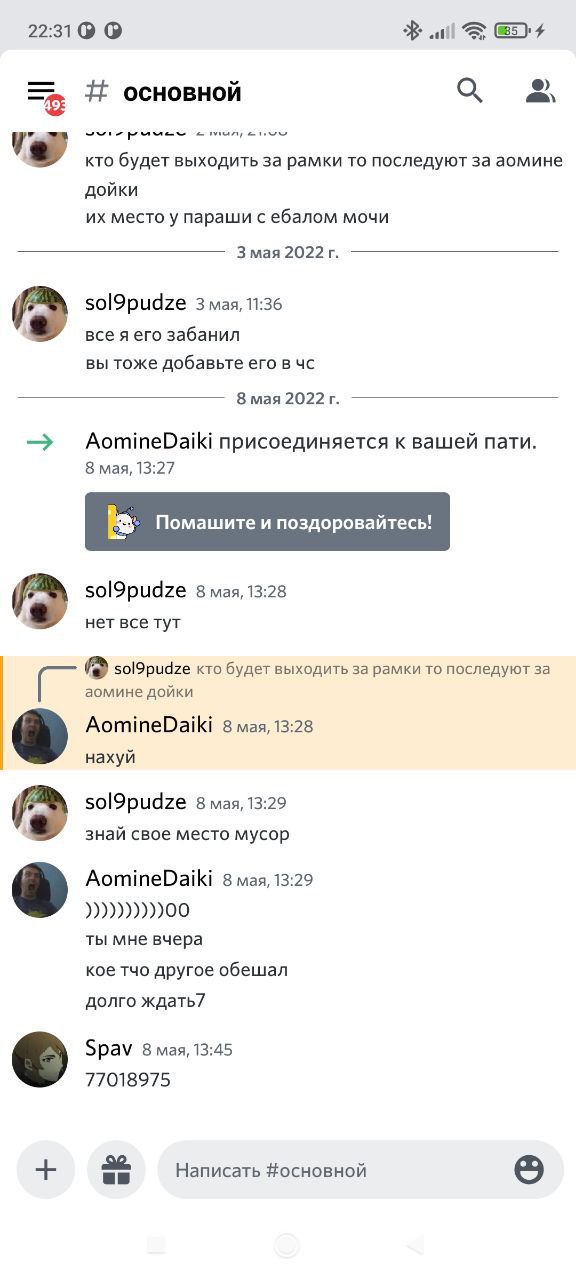 22:31
85
493
# основной
sol9pudze 2 мая, 21:08
кто будет выходить за рамки то последуют за аомине
дойки
их место у параши с ебалом мочи
3 мая 2022 г.
sol9pudze 3 мая, 11:36
все я его забанил
вы тоже добавьте его в чс
8 мая 2022 г.
AomineDaiki присоединяется к вашей пати.
8 мая, 13:27
Помашите и поздоровайтесь!
sol9pudze 8 мая, 13:28
нет все тут
sol9pudze кто будет выходить за рамки то последуют за
аомине дойки
AomineDaiki 8 мая, 13:28
нахуй
sol9pudze 8 мая, 13:29
знай свое место мусор
AomineDaiki 8 мая, 13:29
))))))))))00
ты мне вчера
кое тчо другое обешал
долго ждать7
Spav 8 мая, 13:45
77018975
Написать #основной